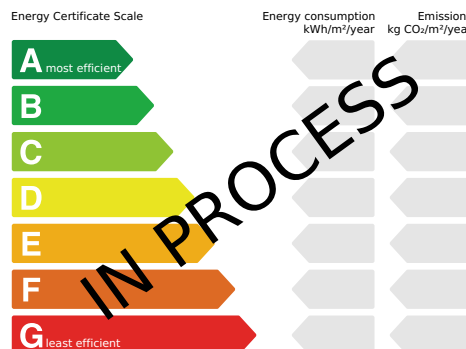 Energy Certificate Scale
Energy consumption
kWh/m²/year
Emission
kg CO₂/m²/year
A most efficient
B
C
D
E
F
G least efficient
IN PROCESS